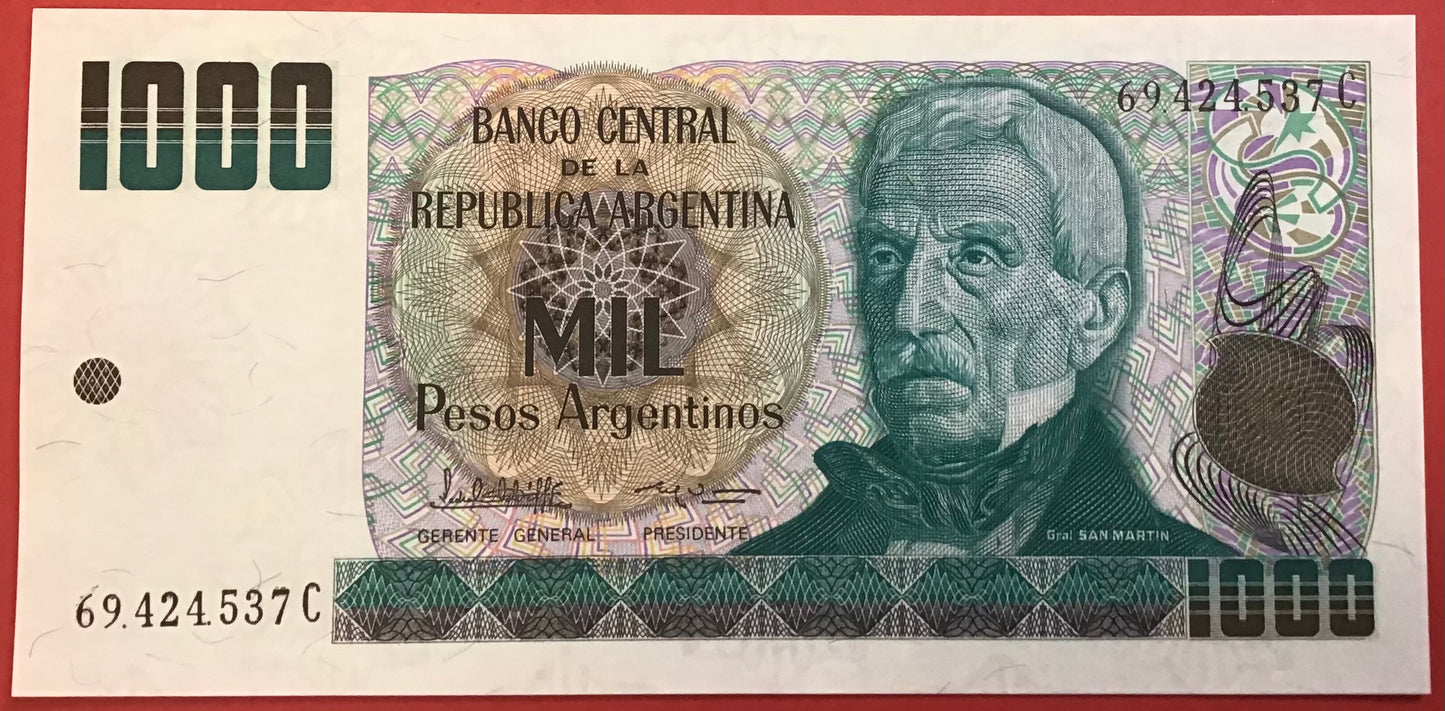 1000
69.424.537 C
BANCO CENTRAL
DE LA
REPUBLICA ARGENTINA
MIL
Pesos Argentinos
GERENTE GENERAL PRESIDENTE
Gral SAN MARTIN
69.424.537 C
1000